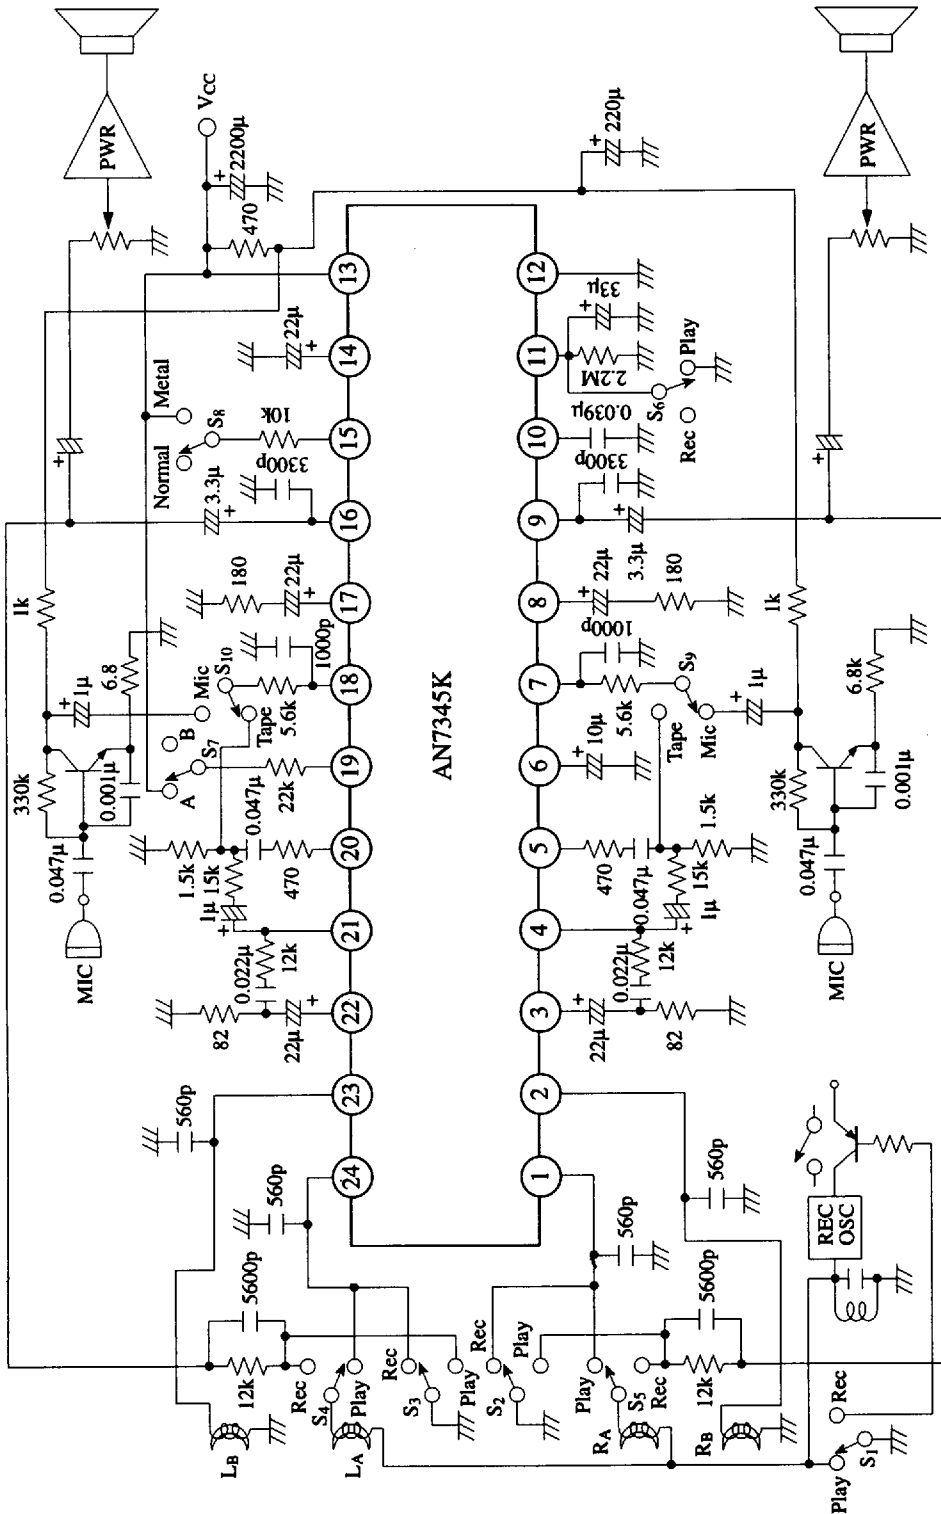 MIC
0.047μ
330k
1k
1μ
0.001μ
6.8
PWR
VCC
2200μ
470
Mic
B
A
S7
S10
Tape
Normal
Metal
S8
10k
3.3μ
3300p
22μ
180
22μ
1000p
5.6k
22k
0.047μ
1.5k
15k
1μ
470
12k
0.022μ
82
22μ
560p
560p
5600p
12k
LB
LA
S4
Rec
Play
Rec
S3
Play
24
23
22
21
20
19
18
17
16
15
14
13
AN7345K
1
2
3
4
5
6
7
8
9
10
11
12
Rec
S2
Play
Play
S5
Rec
RA
RB
12k
5600p
560p
560p
22μ
82
0.022μ
12k
1μ
15k
0.047μ
470
1.5k
10μ
5.6k
1000p
Tape
S9
Mic
1μ
22μ
180
3.3μ
3300p
0.039μ
2.2M
33μ
S6
Rec
Play
220μ
1k
330k
6.8k
0.001μ
0.047μ
MIC
PWR
REC
OSC
Play
Rec
S1